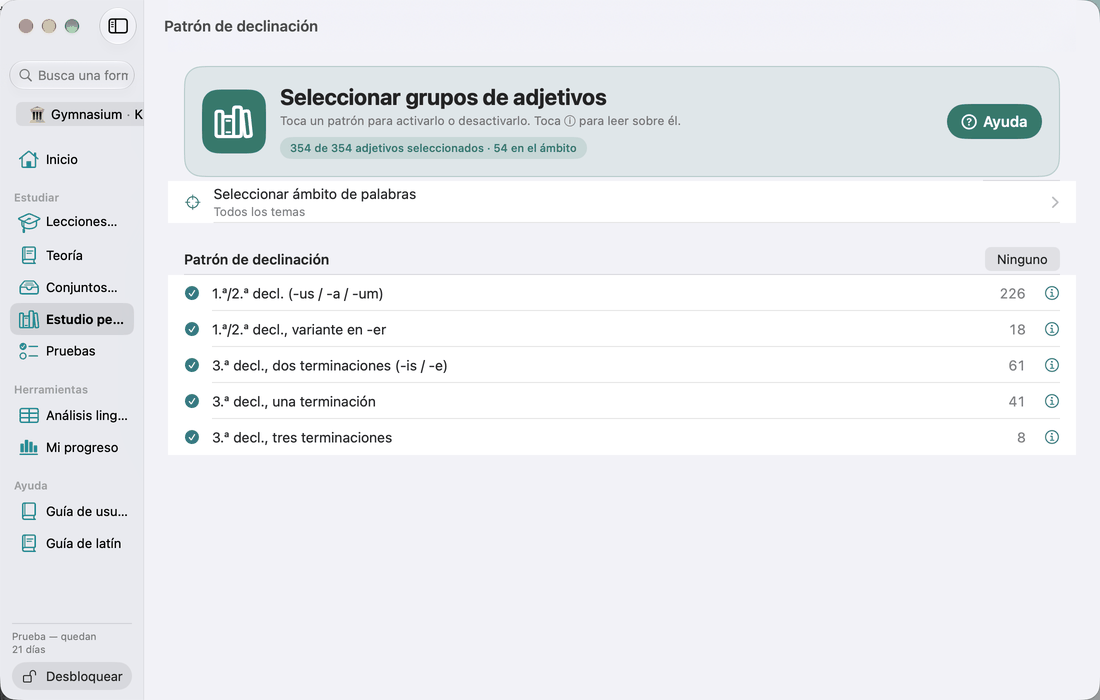 Patrón de declinación
Busca una forn
Gymnasium · K
Inicio
Estudiar
Lecciones...
Teoría
Conjuntos...
Estudio pe...
Pruebas
Herramientas
Análisis ling...
Mi progreso
Ayuda
Guía de usu...
Guía de latín
Prueba — quedan
21 días
Desbloquear
Seleccionar grupos de adjetivos
Toca un patrón para activarlo o desactivarlo. Toca ⓘ para leer sobre él.
354 de 354 adjetivos seleccionados · 54 en el ámbito
Ayuda
Seleccionar ámbito de palabras
Todos los temas
Patrón de declinación
Ninguno
1.ª/2.ª decl. (-us / -a / -um) 226
1.ª/2.ª decl., variante en -er 18
3.ª decl., dos terminaciones (-is / -e) 61
3.ª decl., una terminación 41
3.ª decl., tres terminaciones 8